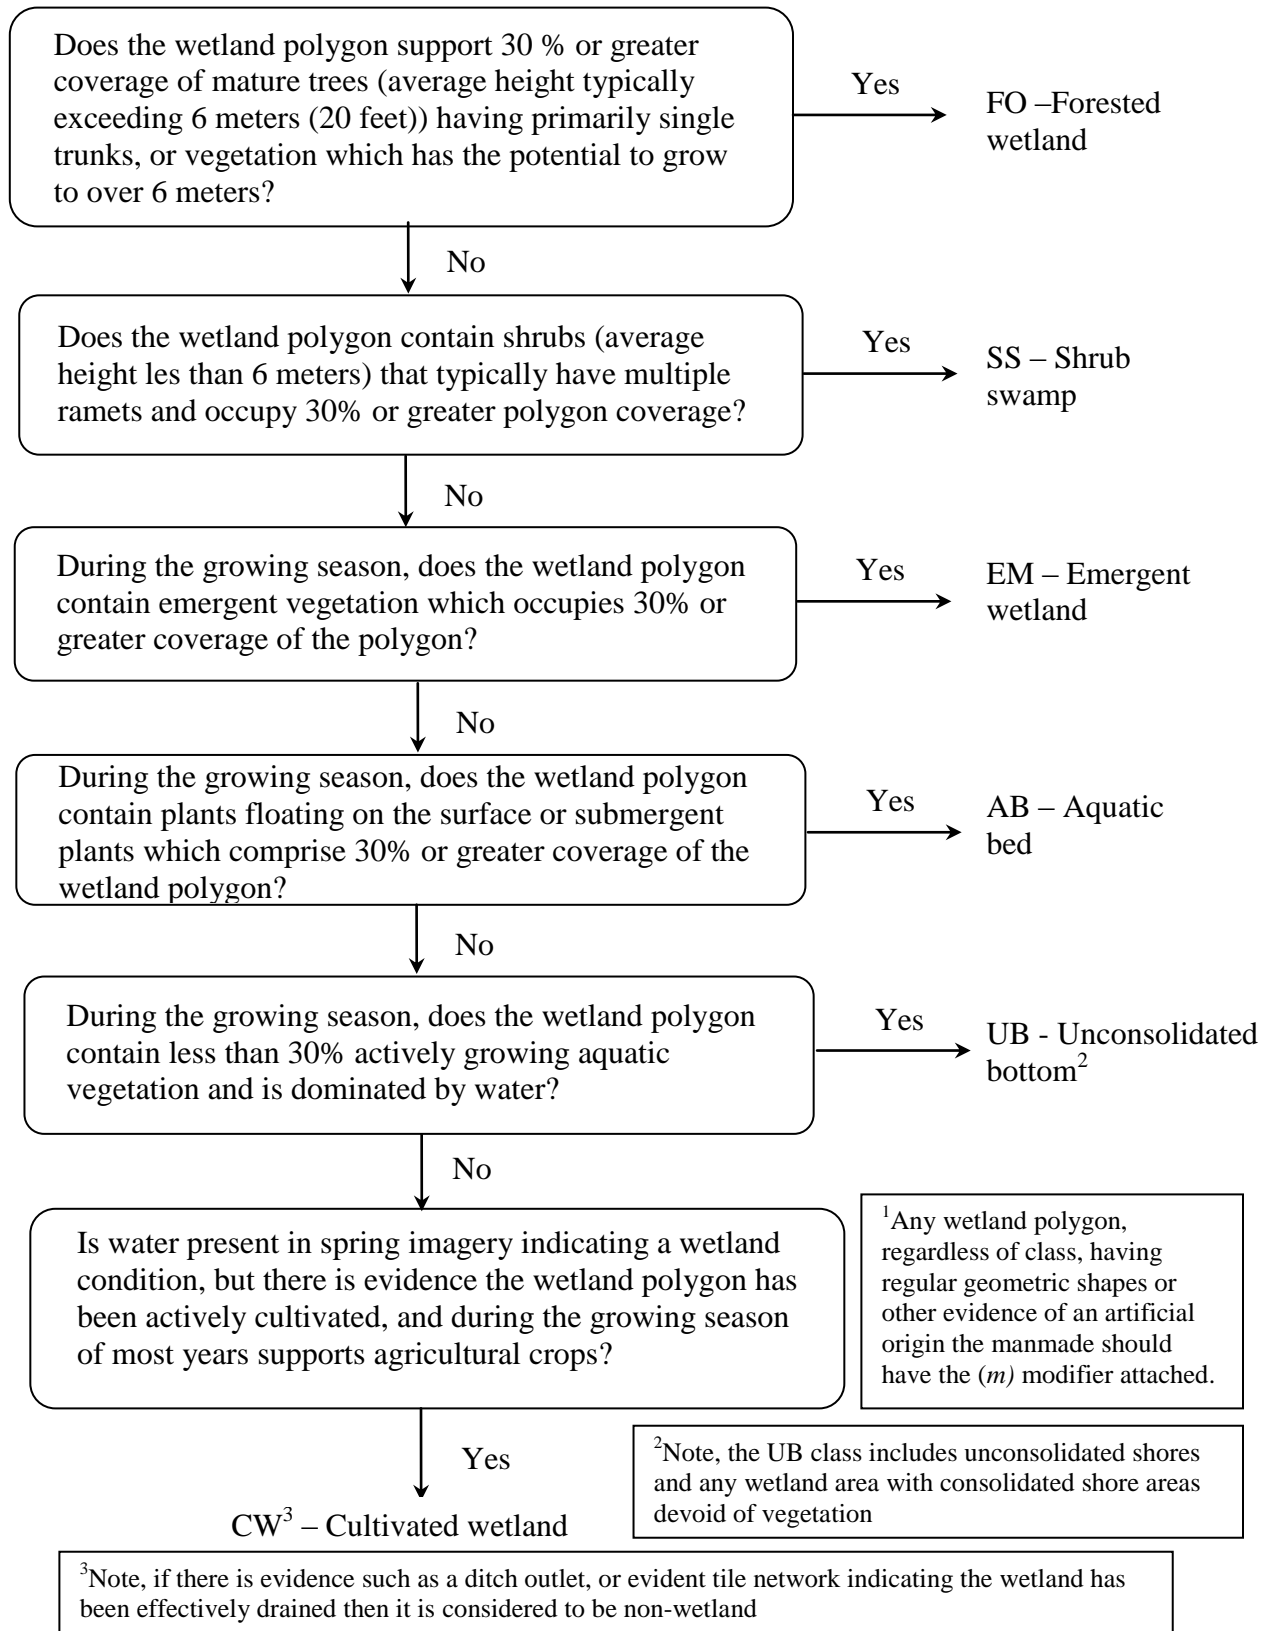 Does the wetland polygon support 30 % or greater
coverage of mature trees (average height typically
exceeding 6 meters (20 feet)) having primarily single
trunks, or vegetation which has the potential to grow
to over 6 meters?
Yes
FO –Forested
wetland
No
Does the wetland polygon contain shrubs (average
height less than 6 meters) that typically have multiple
ramets and occupy 30% or greater polygon coverage?
Yes
SS – Shrub
swamp
No
During the growing season, does the wetland polygon
contain emergent vegetation which occupies 30% or
greater coverage of the polygon?
Yes
EM – Emergent
wetland
No
During the growing season, does the wetland polygon
contain plants floating on the surface or submergent
plants which comprise 30% or greater coverage of the
wetland polygon?
Yes
AB – Aquatic
bed
No
During the growing season, does the wetland polygon
contain less than 30% actively growing aquatic
vegetation and is dominated by water?
Yes
UB - Unconsolidated
bottom²
No
Is water present in spring imagery indicating a wetland
condition, but there is evidence the wetland polygon has
been actively cultivated, and during the growing season
of most years supports agricultural crops?
¹Any wetland polygon,
regardless of class, having
regular geometric shapes or
other evidence of an artificial
origin the manmade should
have the (m) modifier attached.
Yes
²Note, the UB class includes unconsolidated shores
and any wetland area with consolidated shore areas
devoid of vegetation
CW³ – Cultivated wetland
³Note, if there is evidence such as a ditch outlet, or evident tile network indicating the wetland has
been effectively drained then it is considered to be non-wetland